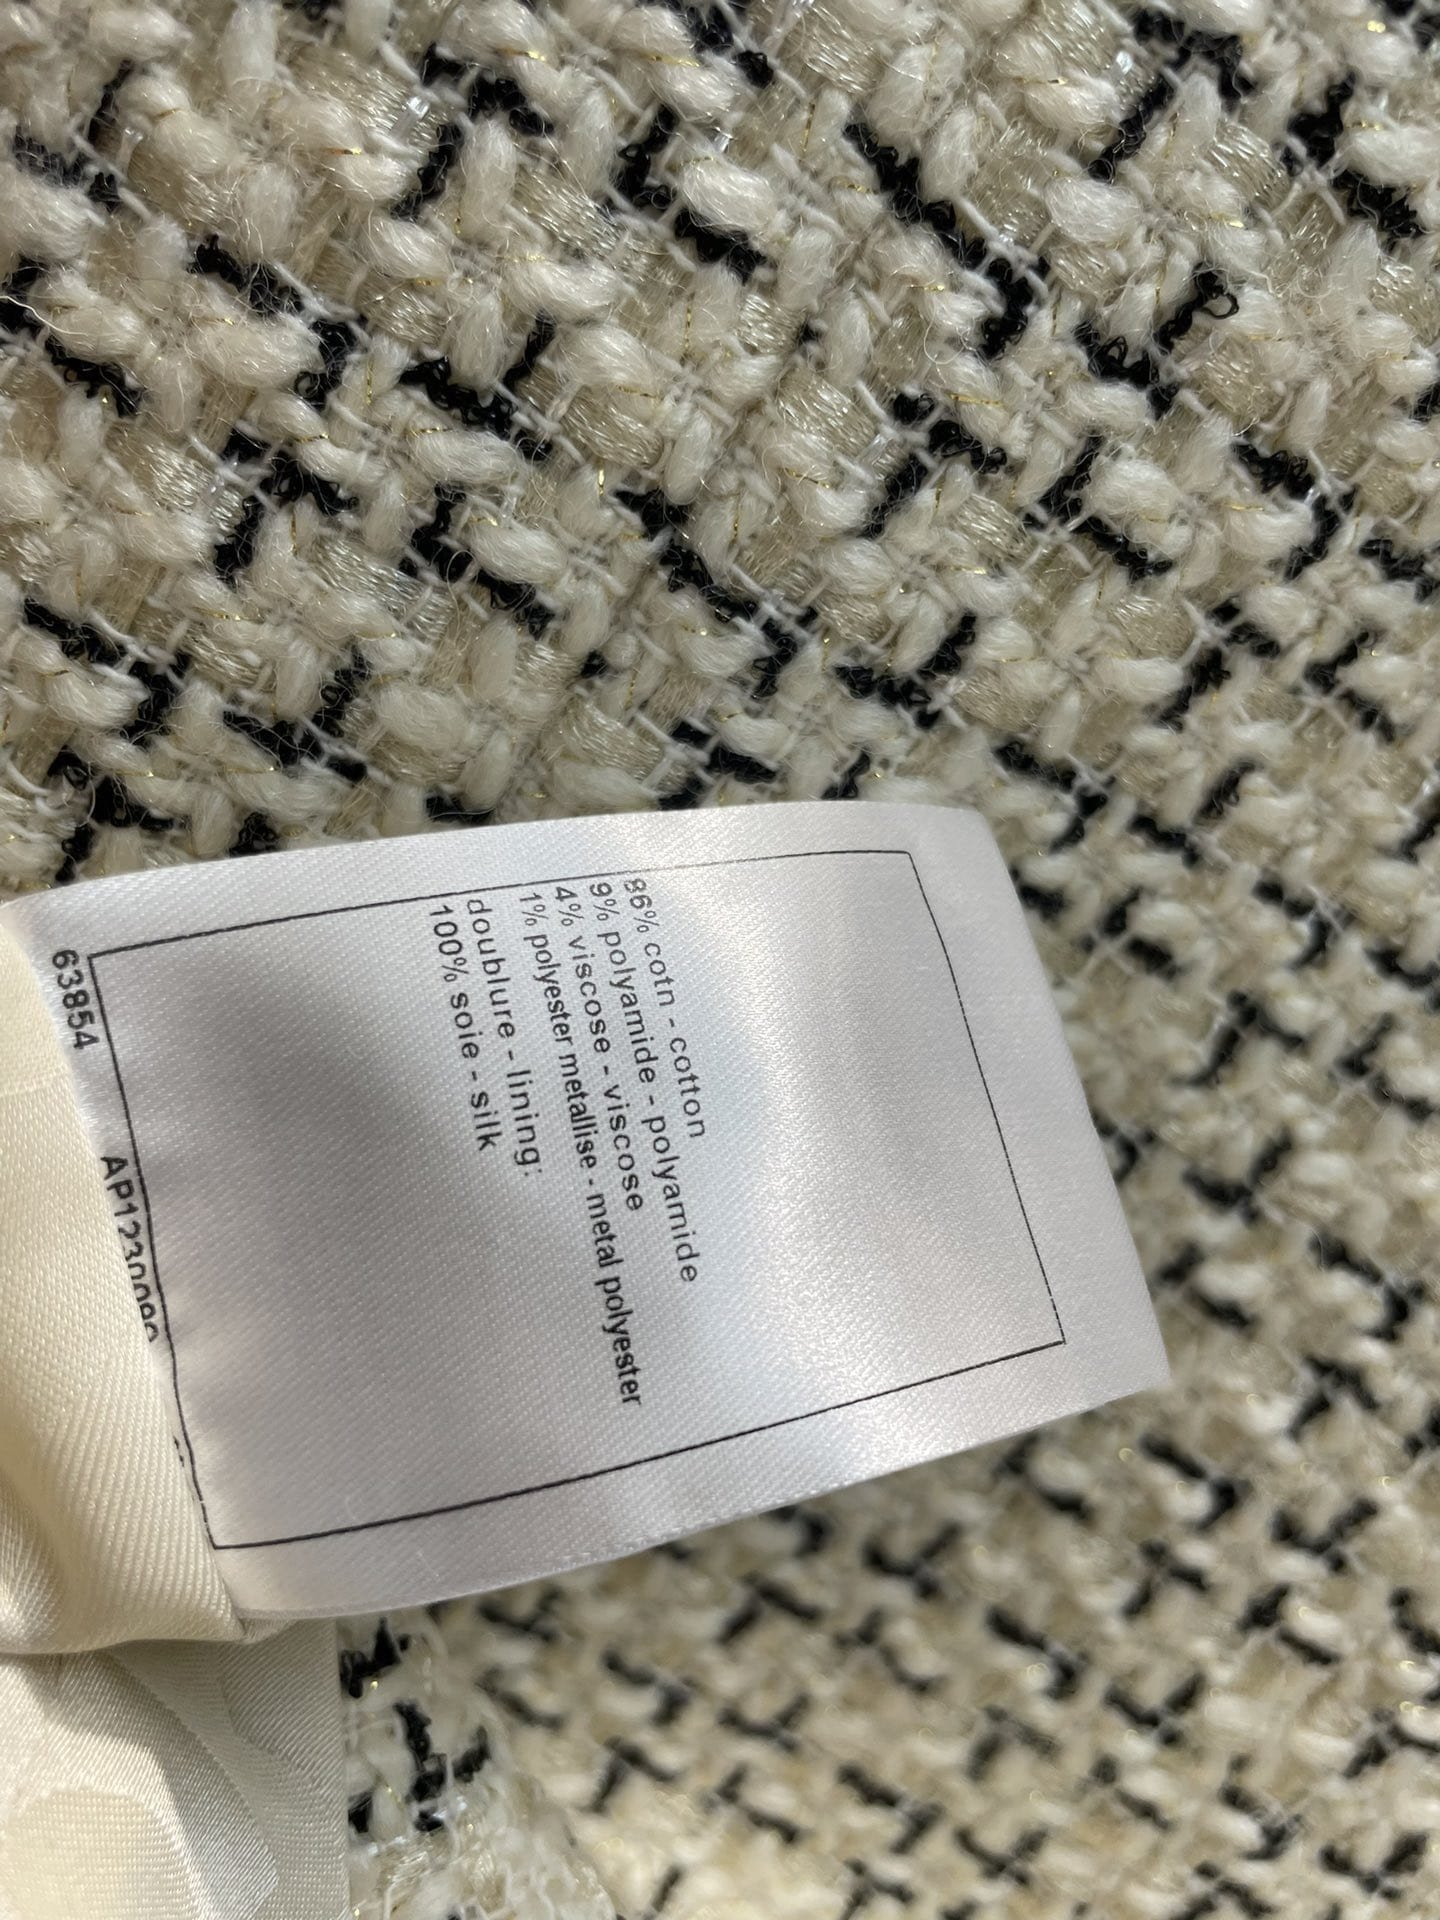 86% cotn - cotton
9% polyamide - polyamide
4% viscose - viscose
1% polyester metallise - metal polyester
doublure - lining:
100% soie - silk
63854